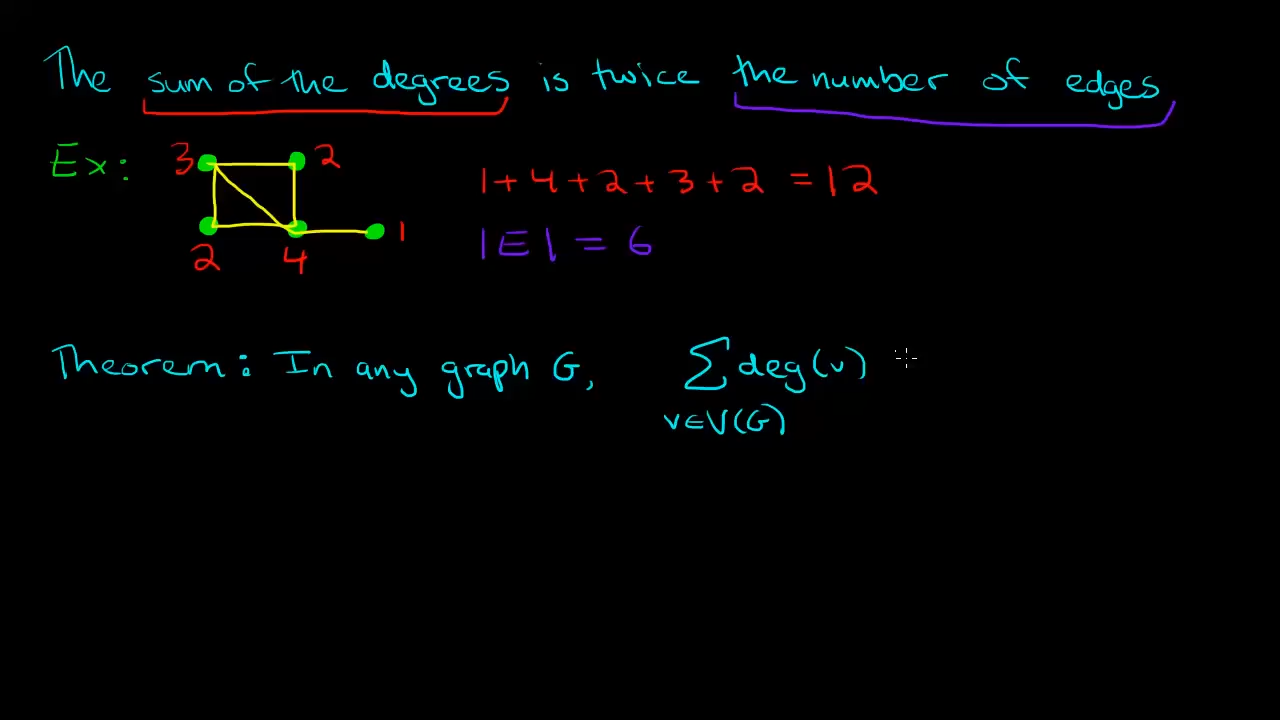 The sum of the degrees is twice the number of edges
Ex:
3
2
2
4
1
1 + 4 + 2 + 3 + 2 = 12
|E| = 6
Theorem: In any graph G, ∑ deg(v)
v∈V(G)